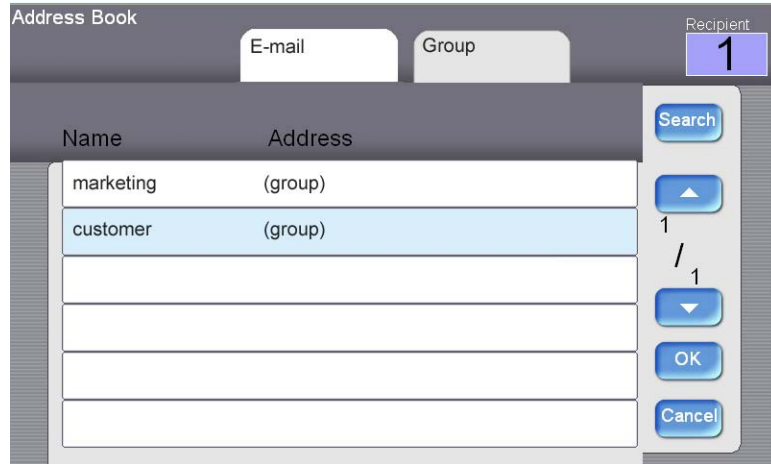 Address Book
Recipient
E-mail Group 1
Search
Name Address
marketing (group)
customer (group)
1
/
1
OK
Cancel